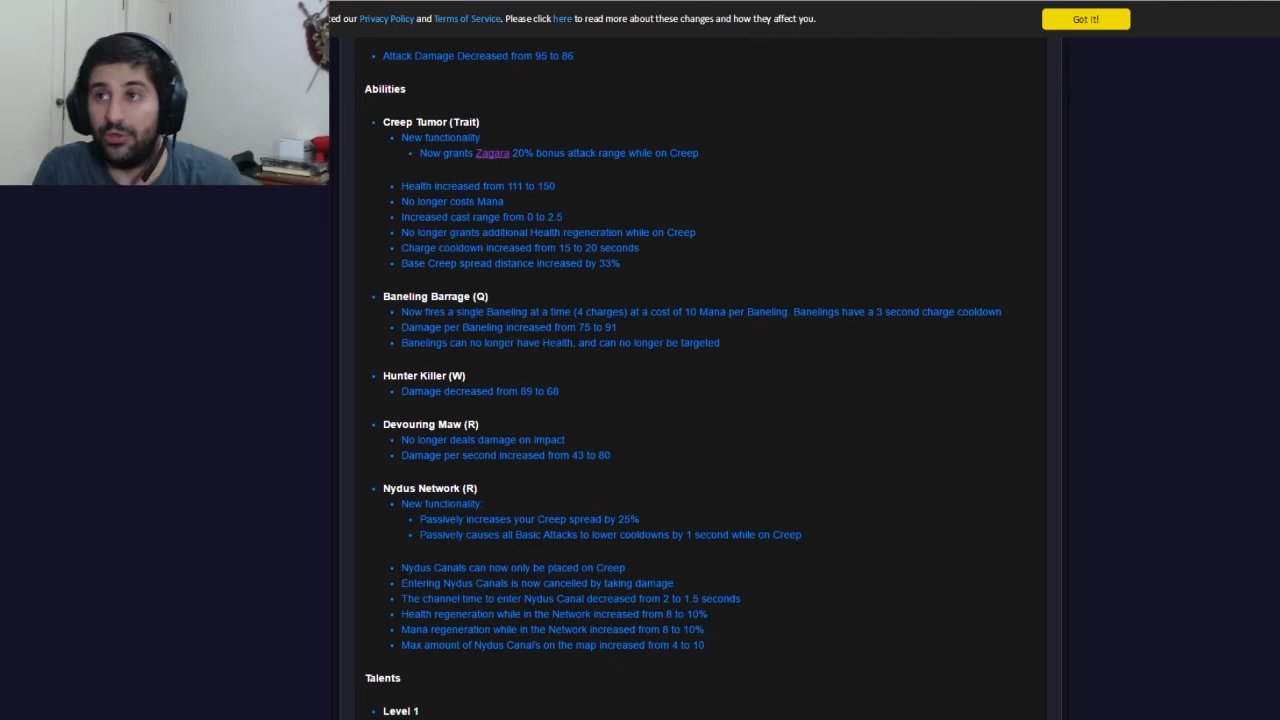 ted our Privacy Policy and Terms of Service. Please click here to read more about these changes and how they affect you.
Got It!
Attack Damage Decreased from 95 to 86
Abilities
Creep Tumor (Trait)
New functionality
Now grants Zagara 20% bonus attack range while on Creep
Health increased from 111 to 150
No longer costs Mana
Increased cast range from 0 to 2.5
No longer grants additional Health regeneration while on Creep
Charge cooldown increased from 15 to 20 seconds
Base Creep spread distance increased by 33%
Baneling Barrage (Q)
Now fires a single Baneling at a time (4 charges) at a cost of 10 Mana per Baneling. Banelings have a 3 second charge cooldown
Damage per Baneling increased from 75 to 91
Banelings can no longer have Health, and can no longer be targeted
Hunter Killer (W)
Damage decreased from 89 to 68
Devouring Maw (R)
No longer deals damage on impact
Damage per second increased from 43 to 80
Nydus Network (R)
New functionality:
Passively increases your Creep spread by 25%
Passively causes all Basic Attacks to lower cooldowns by 1 second while on Creep
Nydus Canals can now only be placed on Creep
Entering Nydus Canals is now cancelled by taking damage
The channel time to enter Nydus Canal decreased from 2 to 1.5 seconds
Health regeneration while in the Network increased from 8 to 10%
Mana regeneration while in the Network increased from 8 to 10%
Max amount of Nydus Canal's on the map increased from 4 to 10
Talents
Level 1